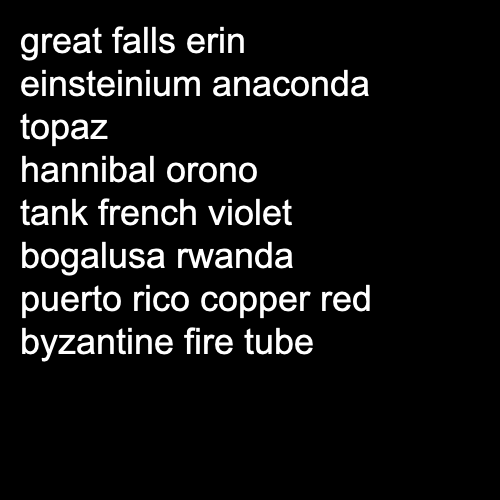 great falls erin
einsteinium anaconda
topaz
hannibal orono
tank french violet
bogalusa rwanda
puerto rico copper red
byzantine fire tube